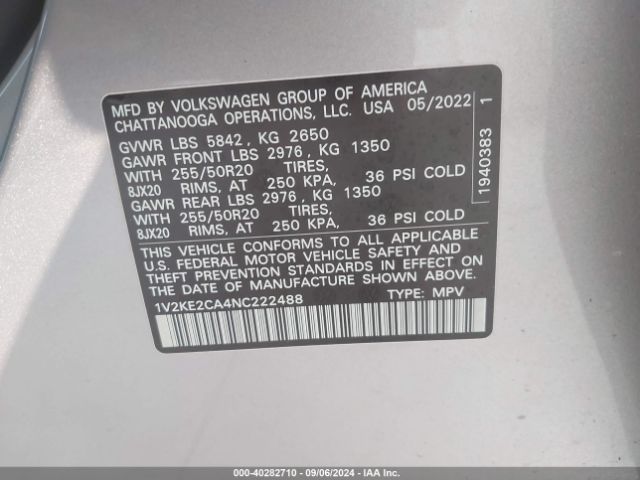 MFD BY VOLKSWAGEN GROUP OF AMERICA
CHATTANOOGA OPERATIONS, LLC. USA 05/2022
GVWR LBS 5842, KG 2650
GAWR FRONT LBS 2976, KG 1350
WITH 255/50R20 TIRES,
8JX20 RIMS, AT 250 KPA, 36 PSI COLD
GAWR REAR LBS 2976, KG 1350
WITH 255/50R20 TIRES,
8JX20 RIMS, AT 250 KPA, 36 PSI COLD
THIS VEHICLE CONFORMS TO ALL APPLICABLE
U.S. FEDERAL MOTOR VEHICLE SAFETY AND
THEFT PREVENTION STANDARDS IN EFFECT ON
THE DATE OF MANUFACTURE SHOWN ABOVE.
1V2KE2CA4NC222488 TYPE: MPV
1940383 1
000-40282710 - 09/06/2024 - IAA Inc.